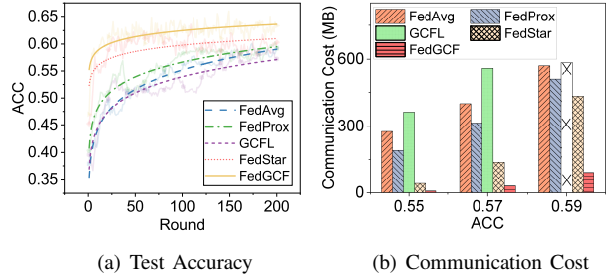 0.65
0.60
0.55
0.50
0.45
0.40
0.35
ACC
FedAvg
FedProx
GCFL
FedStar
FedGCF
0 50 100 150 200
Round
(a) Test Accuracy
Communication Cost (MB)
600
300
0
FedAvg FedProx
GCFL FedStar
FedGCF
0.55 0.57 0.59
ACC
(b) Communication Cost